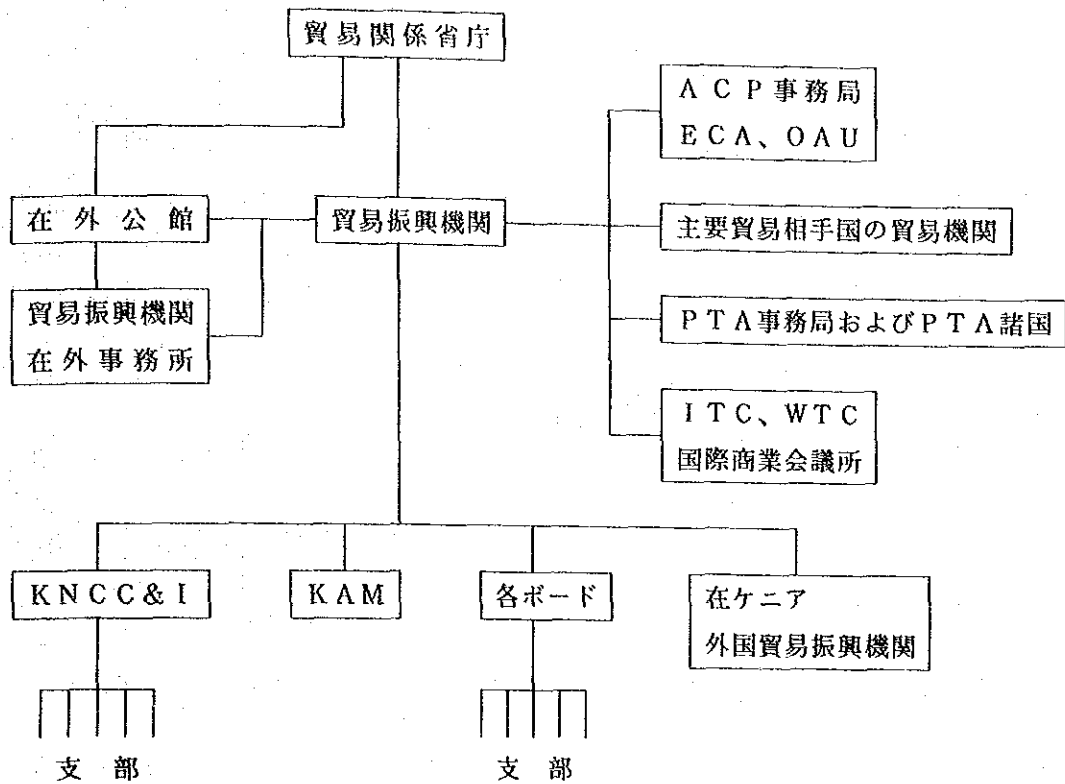 貿易関係省庁
ACP事務局
ECA、OAU
在外公館
貿易振興機関
主要貿易相手国の貿易機関
貿易振興機関
在外事務所
PTA事務局およびPTA諸国
ITC、WTC
国際商業会議所
KNCC&I
KAM
各ボード
在ケニア
外国貿易振興機関
支部
支部